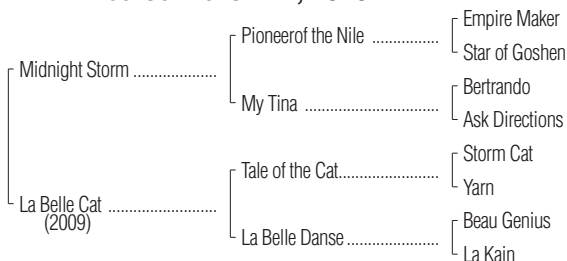 Empire Maker
Pioneerof the Nile
Star of Goshen
Midnight Storm
Bertrando
My Tina
Ask Directions
Storm Cat
Tale of the Cat
Yarn
La Belle Cat
(2009)
Beau Genius
La Belle Danse
La Kain